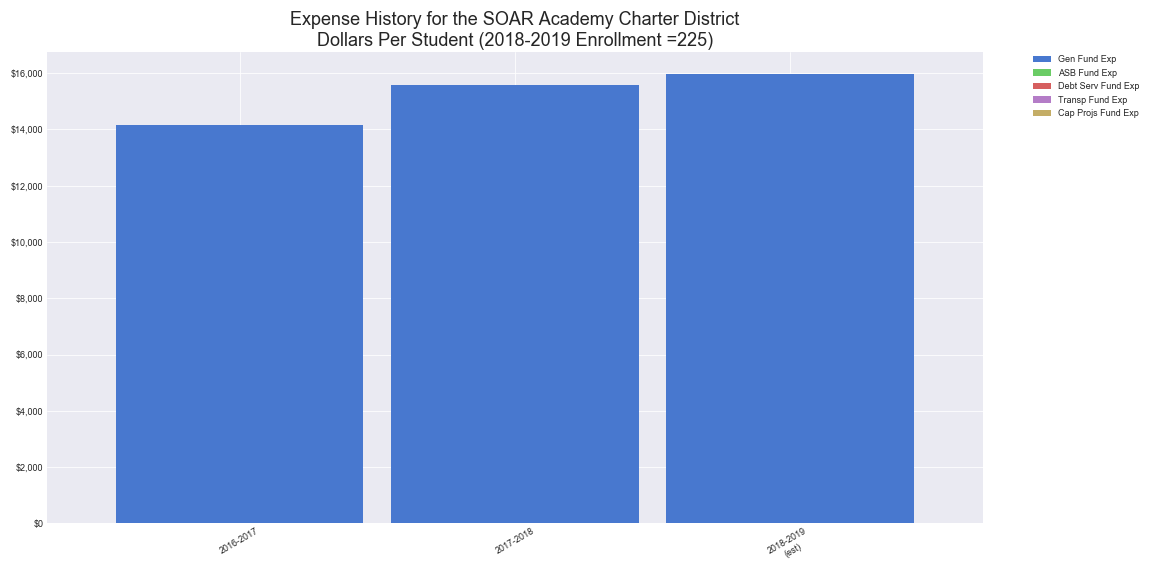 Expense History for the SOAR Academy Charter District
Dollars Per Student (2018-2019 Enrollment =225)
$16,000
$14,000
$12,000
$10,000
$8,000
$6,000
$4,000
$2,000
$0
2016-2017
2017-2018
2018-2019
(est)
Gen Fund Exp
ASB Fund Exp
Debt Serv Fund Exp
Transp Fund Exp
Cap Projs Fund Exp